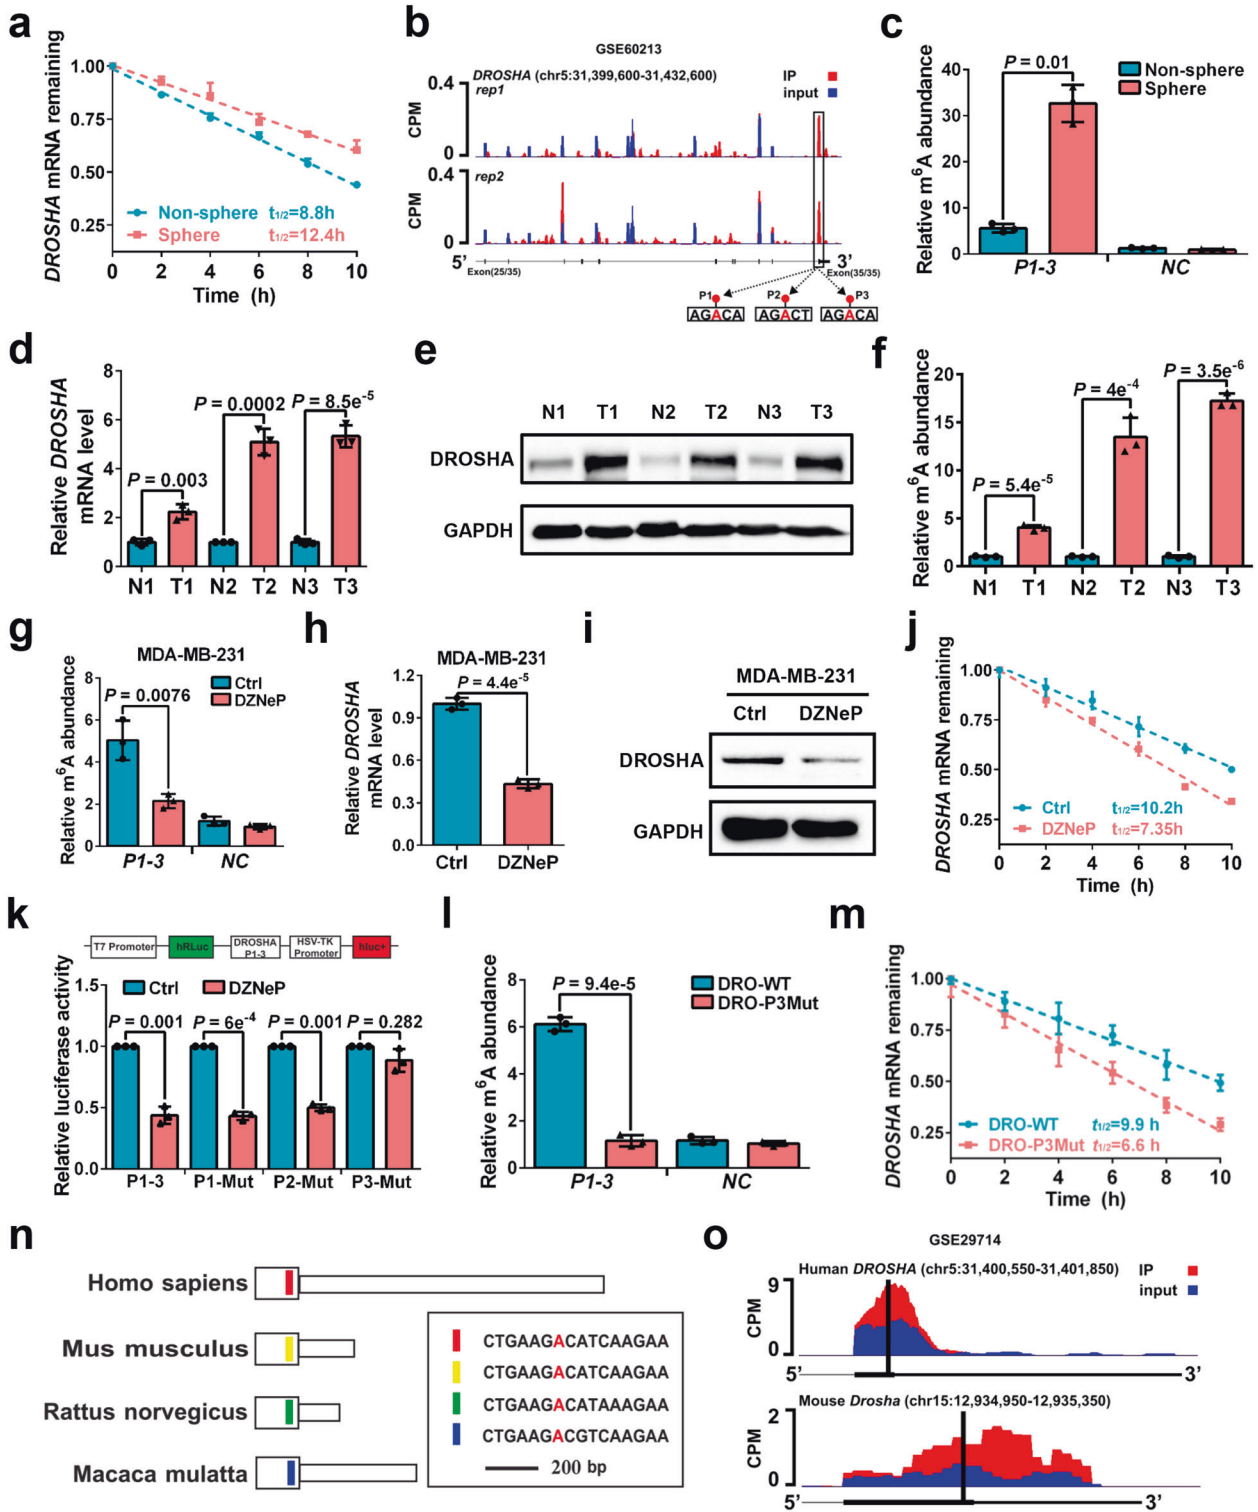 a
DROSHA mRNA remaining
1.00
0.75
0.50
0.25
Non-sphere t1/2=8.8h
Sphere t1/2=12.4h
0 2 4 6 8 10
Time (h)
b
GSE60213
DROSHA (chr5:31,399,600-31,432,600)
IP
input
rep1
0.4
CPM
0
rep2
0.4
CPM
0
5' 3'
Exon(25/35) Exon(35/35)
P1 P2 P3
AGACA AGACT AGACA
c
Relative m6A abundance
P = 0.01
Non-sphere
Sphere
40
30
20
10
0
P1-3 NC
d
Relative DROSHA
mRNA level
8
6
4
2
0
P = 0.003
P = 0.0002
P = 8.5e-5
N1 T1 N2 T2 N3 T3
e
N1 T1 N2 T2 N3 T3
DROSHA
GAPDH
f
Relative m6A abundance
20
15
10
5
0
P = 5.4e-5
P = 4e-4
P = 3.5e-6
N1 T1 N2 T2 N3 T3
g
MDA-MB-231
Relative m6A abundance
8
6
4
2
0
P = 0.0076
Ctrl
DZNeP
P1-3 NC
h
MDA-MB-231
Relative DROSHA
mRNA level
1.2
0.9
0.6
0.3
0.0
P = 4.4e-5
Ctrl DZNeP
i
MDA-MB-231
Ctrl DZNeP
DROSHA
GAPDH
j
DROSHA mRNA remaining
1.00
0.75
0.50
0.25
Ctrl t1/2=10.2h
DZNeP t1/2=7.35h
0 2 4 6 8 10
Time (h)
k
T7 Promoter
hRLuc
DROSHA
P1-3
HSV-TK
Promoter
hluc+
Relative luciferase activity
1.5
1.0
0.5
0.0
Ctrl
DZNeP
P = 0.001
P = 6e-4
P = 0.001
P = 0.282
P1-3 P1-Mut P2-Mut P3-Mut
l
Relative m6A abundance
8
6
4
2
0
P = 9.4e-5
DRO-WT
DRO-P3Mut
P1-3 NC
m
DROSHA mRNA remaining
1.00
0.75
0.50
0.25
DRO-WT t1/2=9.9 h
DRO-P3Mut t1/2=6.6 h
0 2 4 6 8 10
Time (h)
n
Homo sapiens
Mus musculus
Rattus norvegicus
Macaca mulatta
CTGAAGACATCAAGAA
CTGAAGACATCAAGAA
CTGAAGACATAAAGAA
CTGAAGACGTCAAGAA
200 bp
o
GSE29714
Human DROSHA (chr5:31,400,550-31,401,850)
IP
input
9
CPM
0
5' 3'
Mouse Drosha (chr15:12,934,950-12,935,350)
2
CPM
0
5' 3'